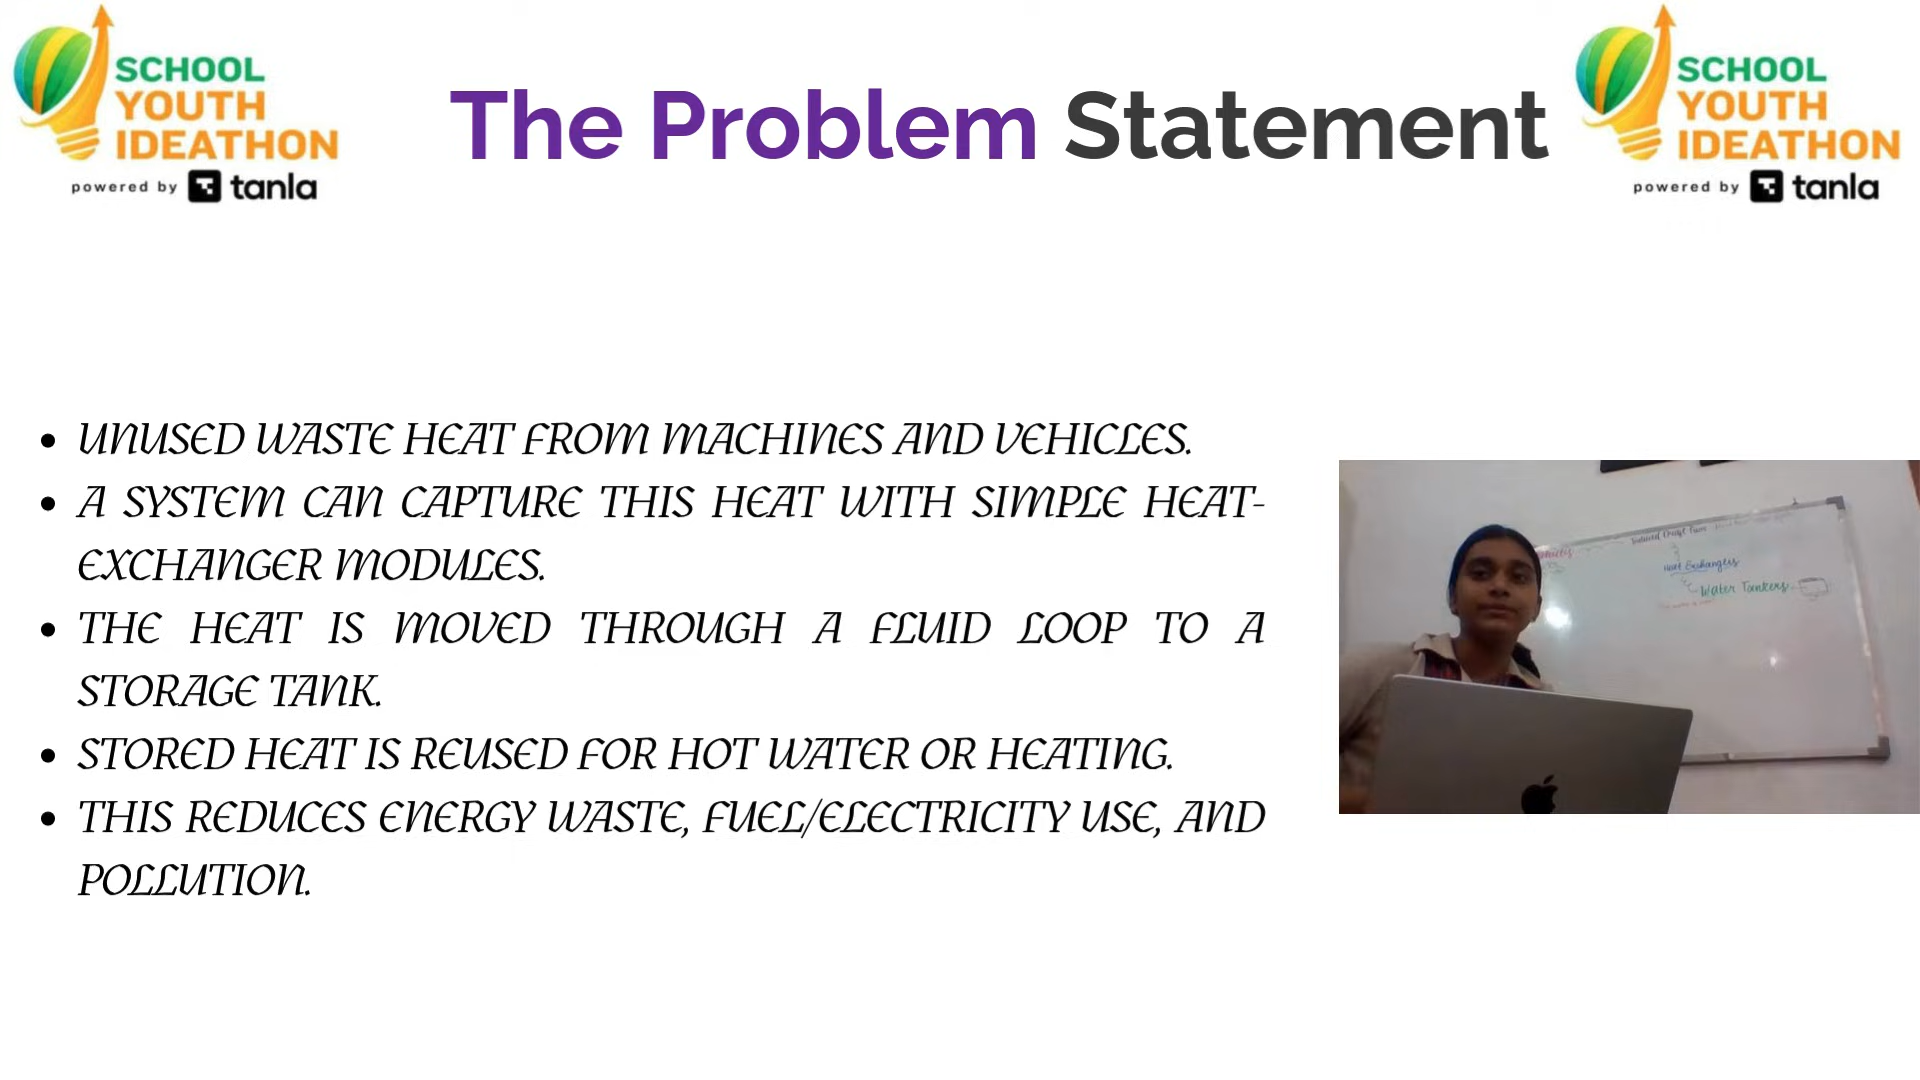 SCHOOL
YOUTH
IDEATHON
powered by tanla
The Problem Statement
SCHOOL
YOUTH
IDEATHON
powered by tanla
• UNUSED WASTE HEAT FROM MACHINES AND VEHICLES.
• A SYSTEM CAN CAPTURE THIS HEAT WITH SIMPLE HEAT-
EXCHANGER MODULES.
• THE HEAT IS MOVED THROUGH A FLUID LOOP TO A
STORAGE TANK.
• STORED HEAT IS REUSED FOR HOT WATER OR HEATING.
• THIS REDUCES ENERGY WASTE, FUEL/ELECTRICITY USE, AND
POLLUTION.
Heat Exchangers
Water Tankers